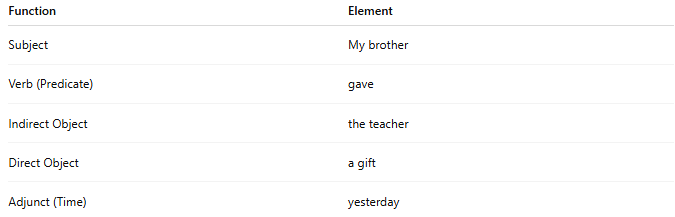 Function Element
Subject My brother
Verb (Predicate) gave
Indirect Object the teacher
Direct Object a gift
Adjunct (Time) yesterday